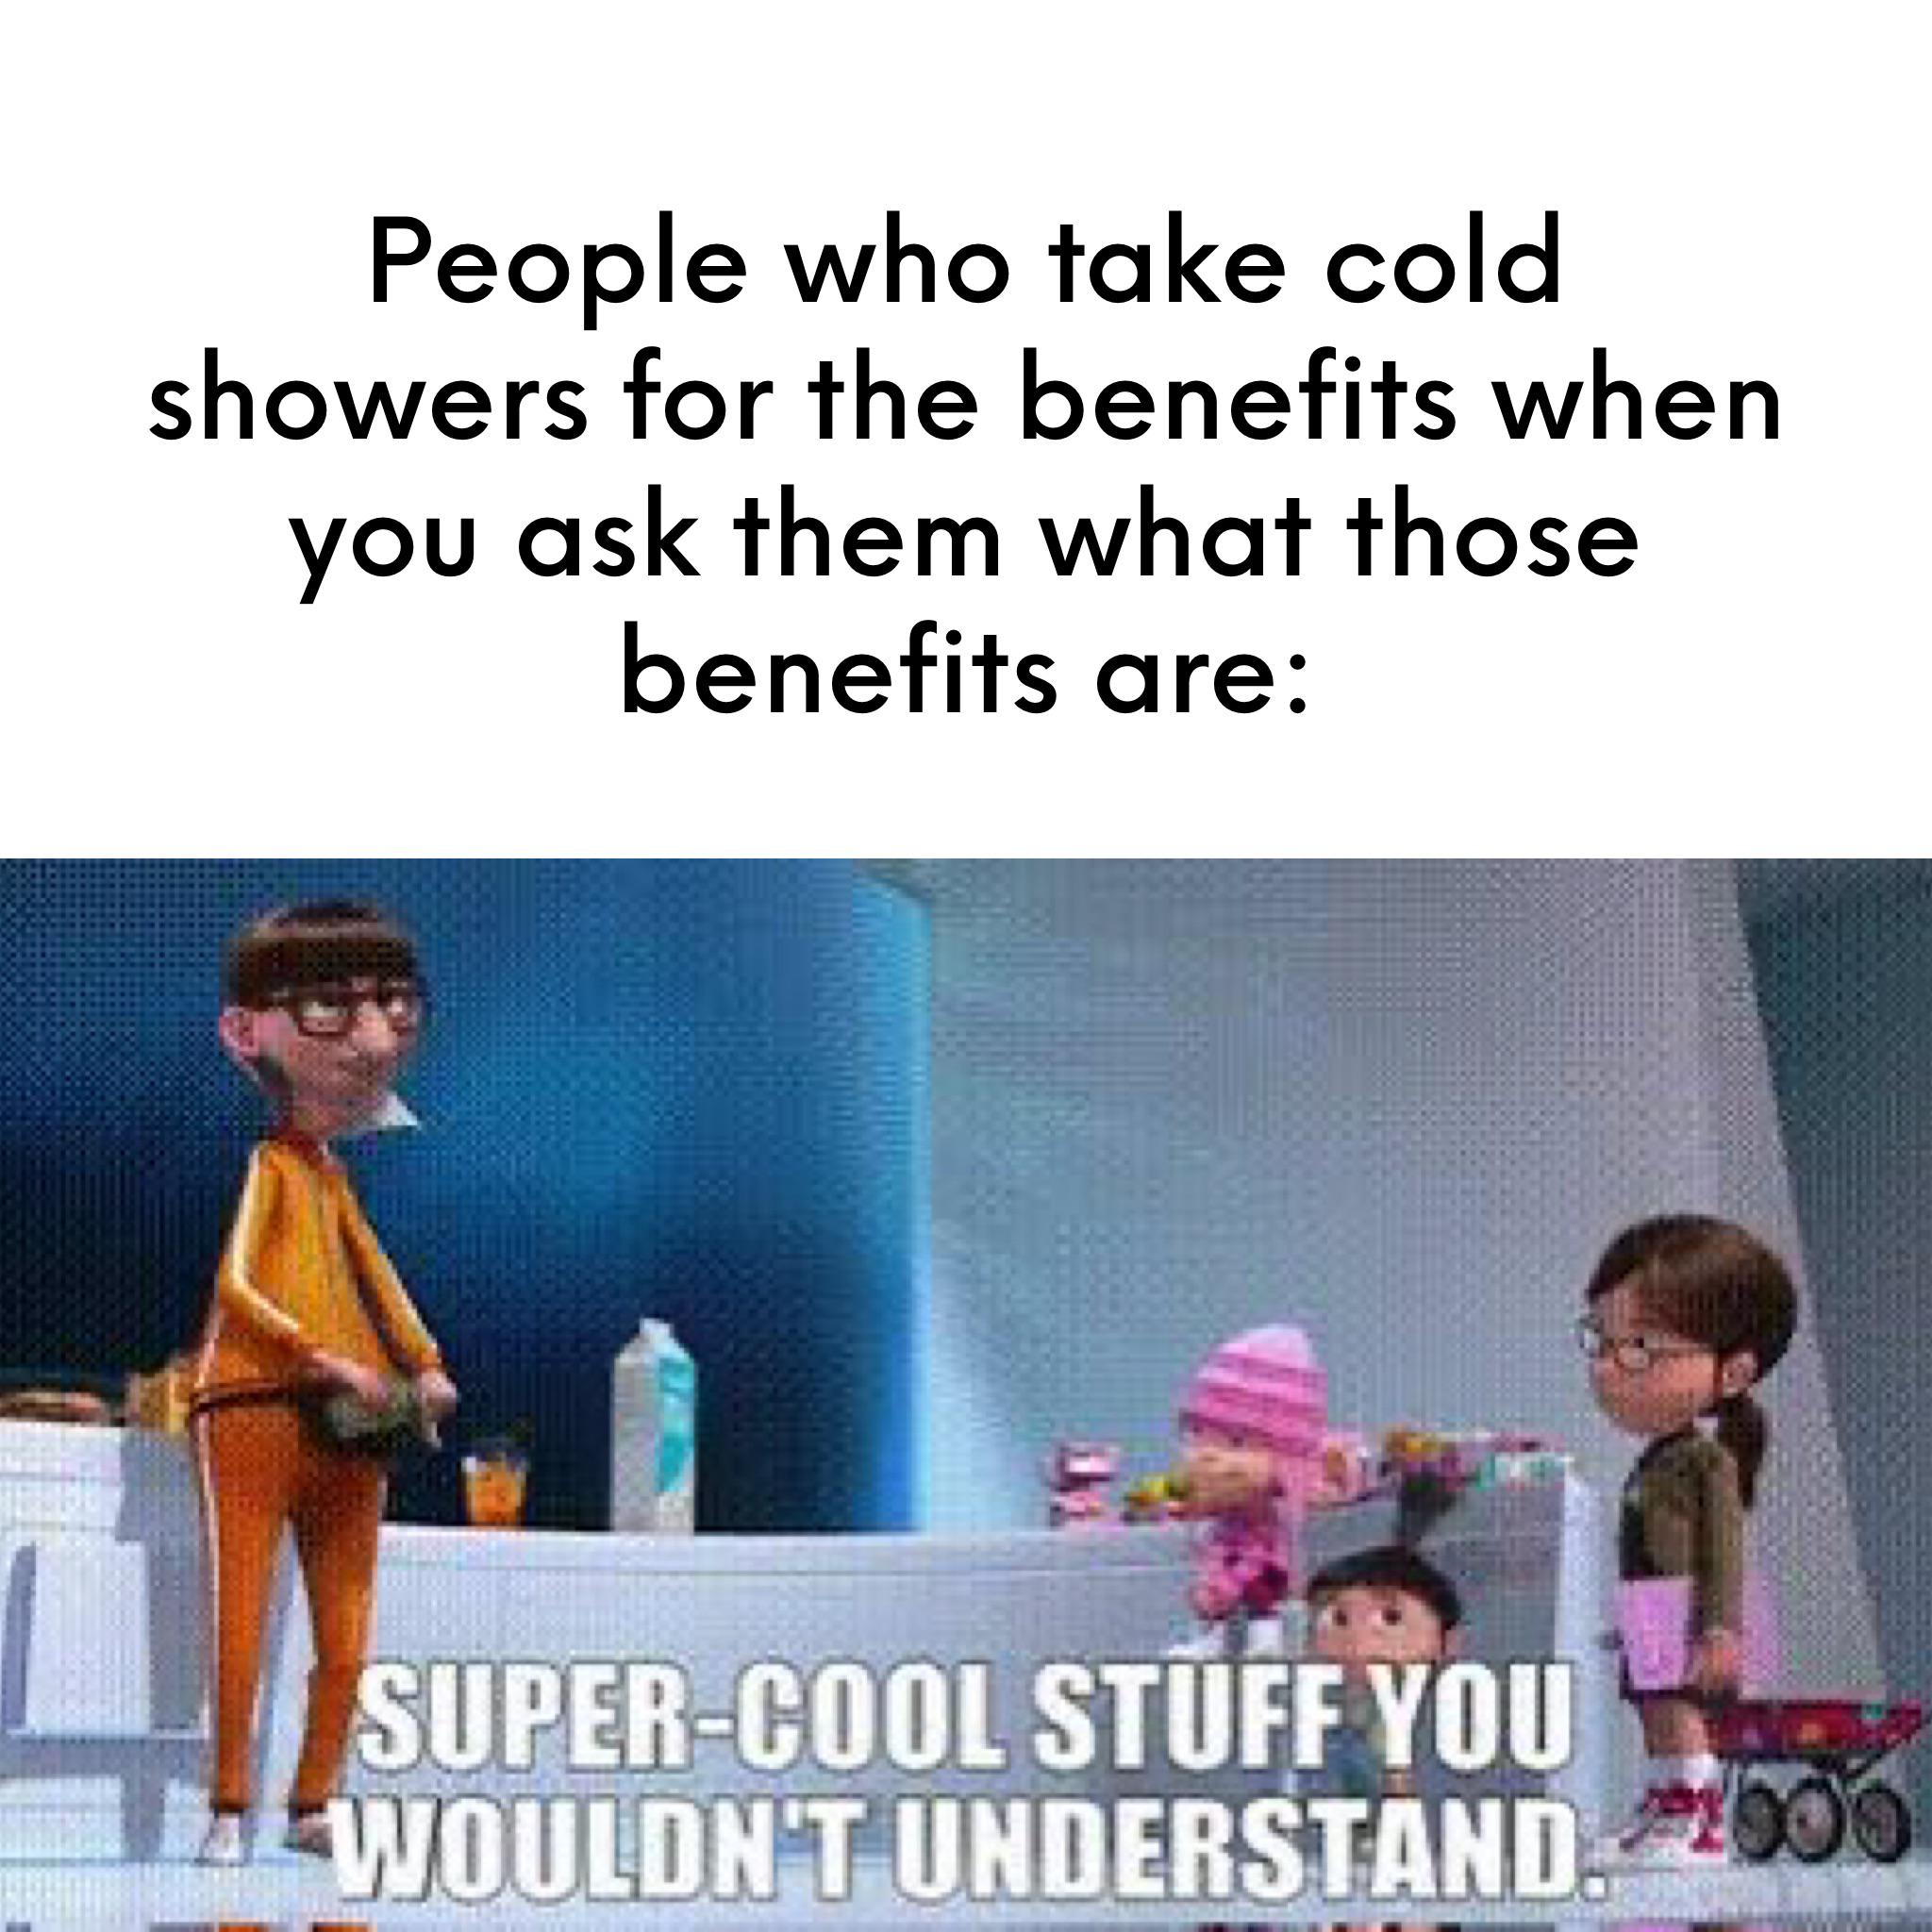 People who take cold
showers for the benefits when
you ask them what those
benefits are:
SUPER-COOL STUFF YOU
WOULDN'T UNDERSTAND.